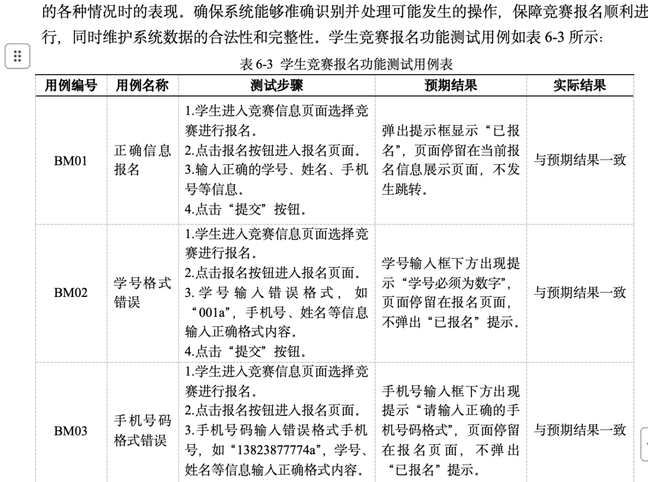 的各种情况时的表现。确保系统能够准确识别并处理可能发生的操作，保障竞赛报名顺利进
行，同时维护系统数据的合法性和完整性。学生竞赛报名功能测试用例如表 6-3 所示：
表 6-3 学生竞赛报名功能测试用例表
用例编号 用例名称 测试步骤 预期结果 实际结果
BM01
正确信息
报名
1.学生进入竞赛信息页面选择竞
赛进行报名。
2.点击报名按钮进入报名页面。
3.输入正确的学号、姓名、手机
号等信息。
4.点击“提交”按钮。
弹出提示框显示“已报
名”，页面停留在当前报
名信息展示页面，不发
生跳转。
与预期结果一致
BM02
学号格式
错误
1.学生进入竞赛信息页面选择竞
赛进行报名。
2.点击报名按钮进入报名页面。
3.学号输入错误格式，如
“001a”，手机号、姓名等信息
输入正确格式内容。
4.点击“提交”按钮。
学号输入框下方出现提
示“学号必须为数字”，
页面停留在报名页面，
不弹出“已报名”提示。
与预期结果一致
BM03
手机号码
格式错误
1.学生进入竞赛信息页面选择竞
赛进行报名。
2.点击报名按钮进入报名页面。
3.手机号码输入错误格式手机
号，如“13823877774a”，学号、
姓名等信息输入正确格式内容。
手机号输入框下方出现
提示“请输入正确的手
机号码格式”，页面停留
在报名页面，不弹出
“已报名”提示。
与预期结果一致